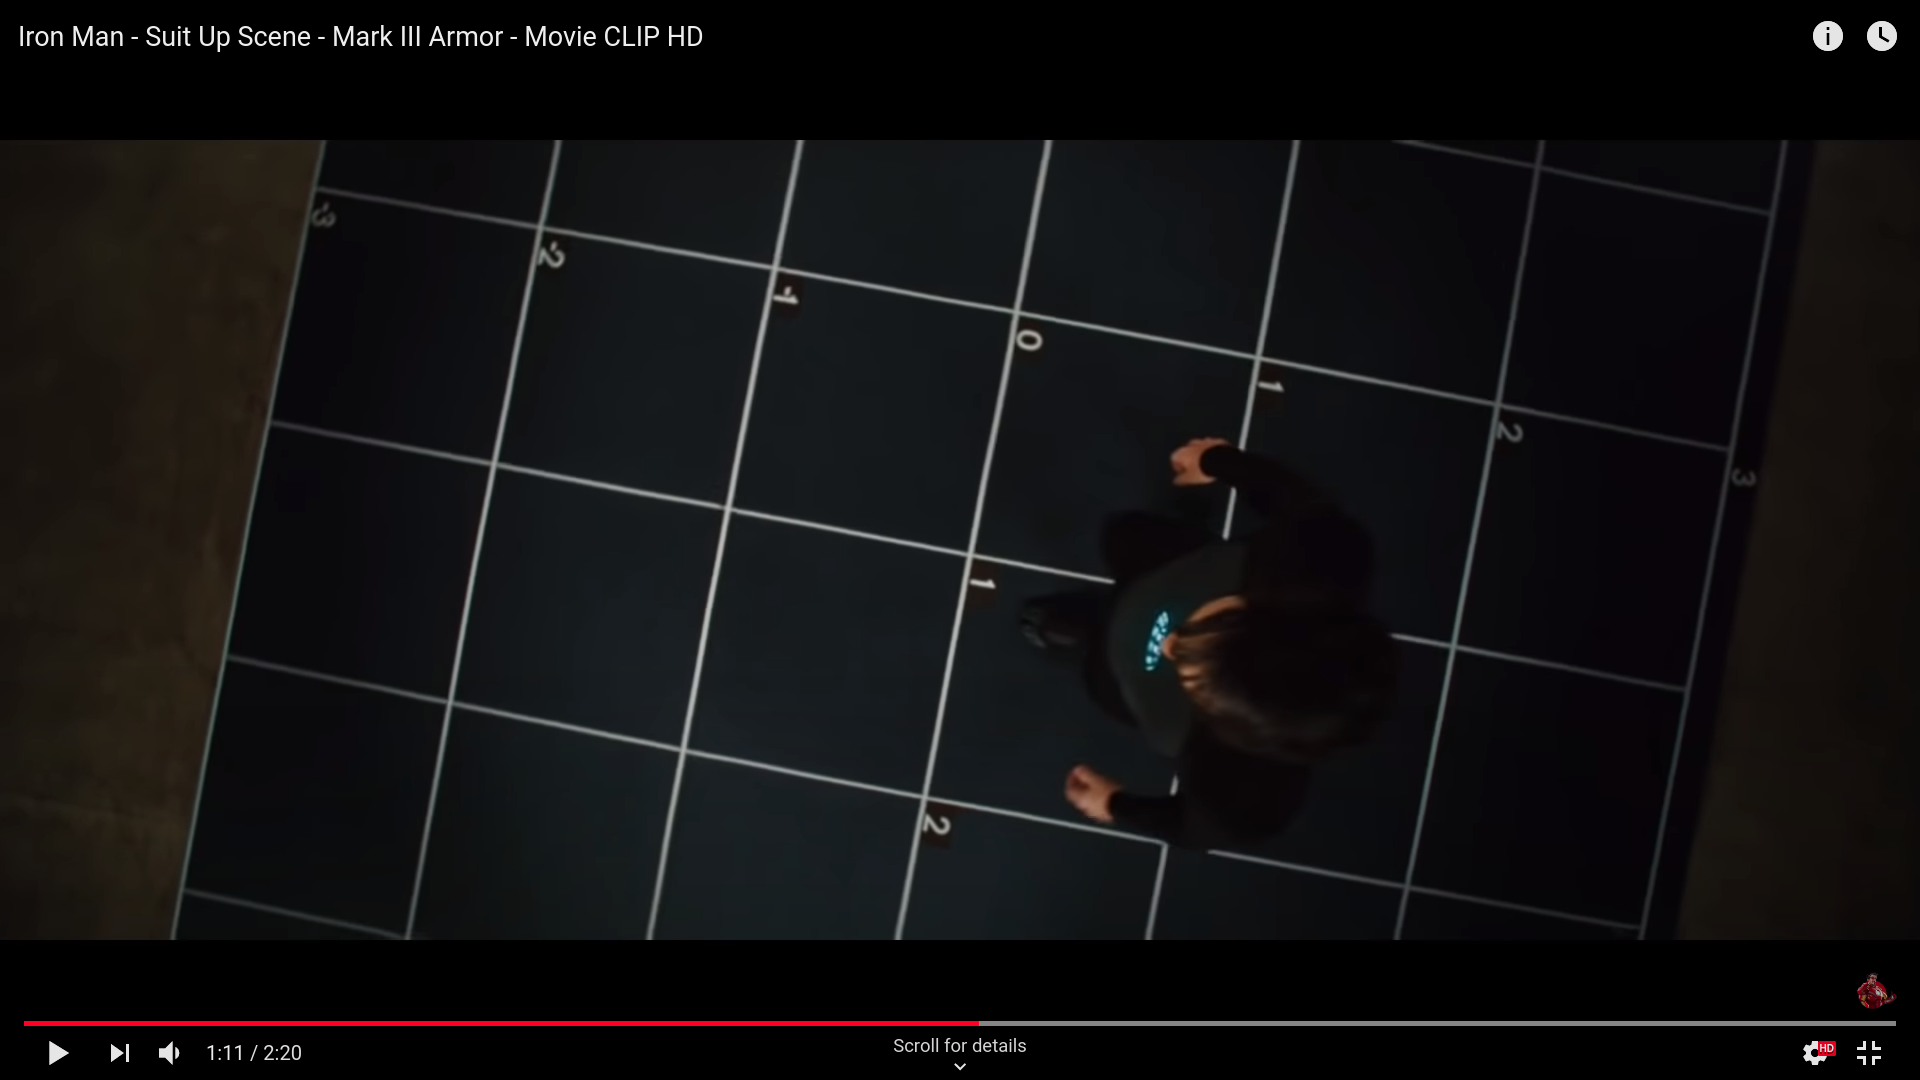 Iron Man - Suit Up Scene - Mark III Armor - Movie CLIP HD
-3
-2
-1
0
1
2
3
1
2
1:11 / 2:20
Scroll for details
HD